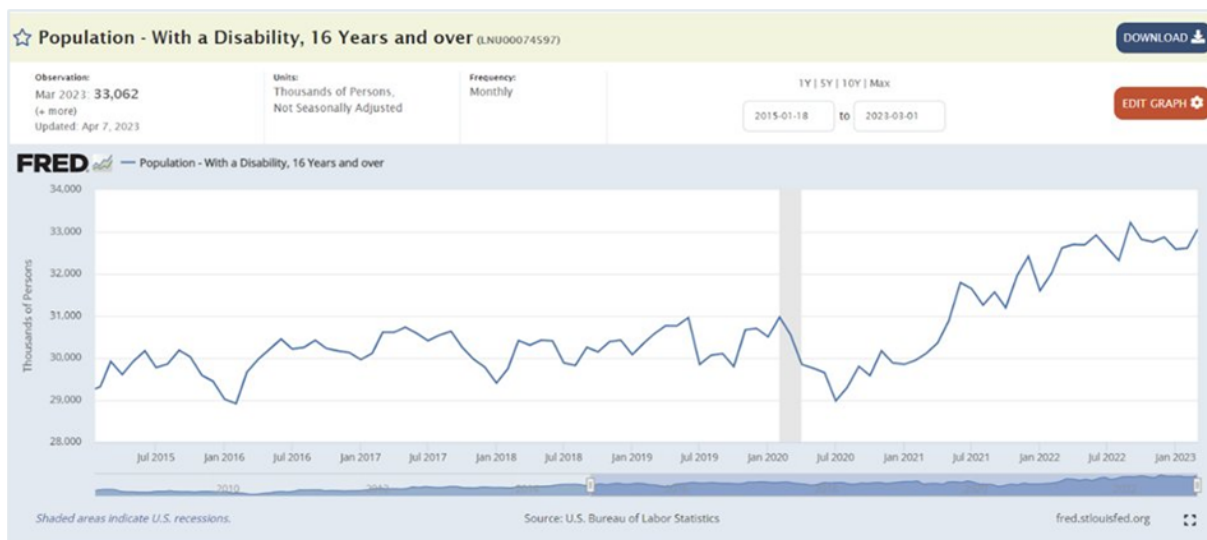 Population - With a Disability, 16 Years and over (LNU00074597)
DOWNLOAD
Observation:
Mar 2023: 33,062
(+ more)
Updated: Apr 7, 2023
Units:
Thousands of Persons,
Not Seasonally Adjusted
Frequency:
Monthly
1Y | 5Y | 10Y | Max
2015-01-18 to 2023-03-01
EDIT GRAPH
FRED
Population - With a Disability, 16 Years and over
34,000
33,000
32,000
31,000
30,000
29,000
28,000
Thousands of Persons
Jul 2015 Jan 2016 Jul 2016 Jan 2017 Jul 2017 Jan 2018 Jul 2018 Jan 2019 Jul 2019 Jan 2020 Jul 2020 Jan 2021 Jul 2021 Jan 2022 Jul 2022 Jan 2023
2010
Shaded areas indicate U.S. recessions.
Source: U.S. Bureau of Labor Statistics
fred.stlouisfed.org